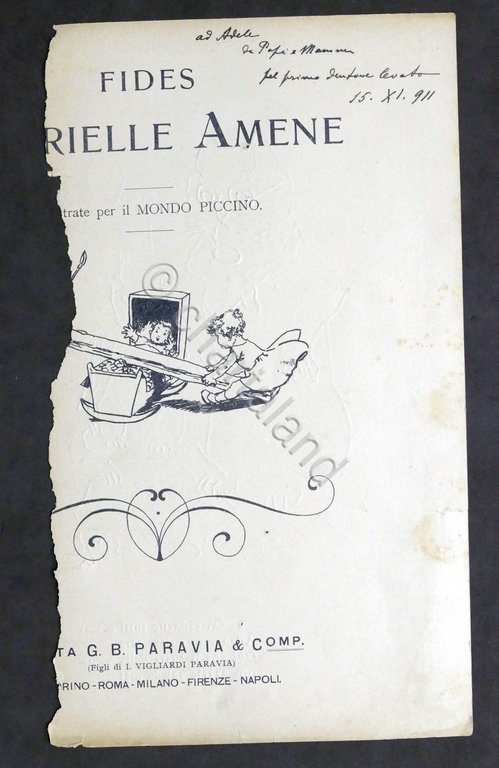 ad Adele
da Papà e Mamma
pel primo dentone levato
15. XI. 911
FIDES
RIELLE AMENE
trate per il MONDO PICCINO.
© chartaland
TA G. B. PARAVIA & COMP.
(Figli di I. VIGLIARDI PARAVIA)
RINO-ROMA-MILANO-FIRENZE-NAPOLI.